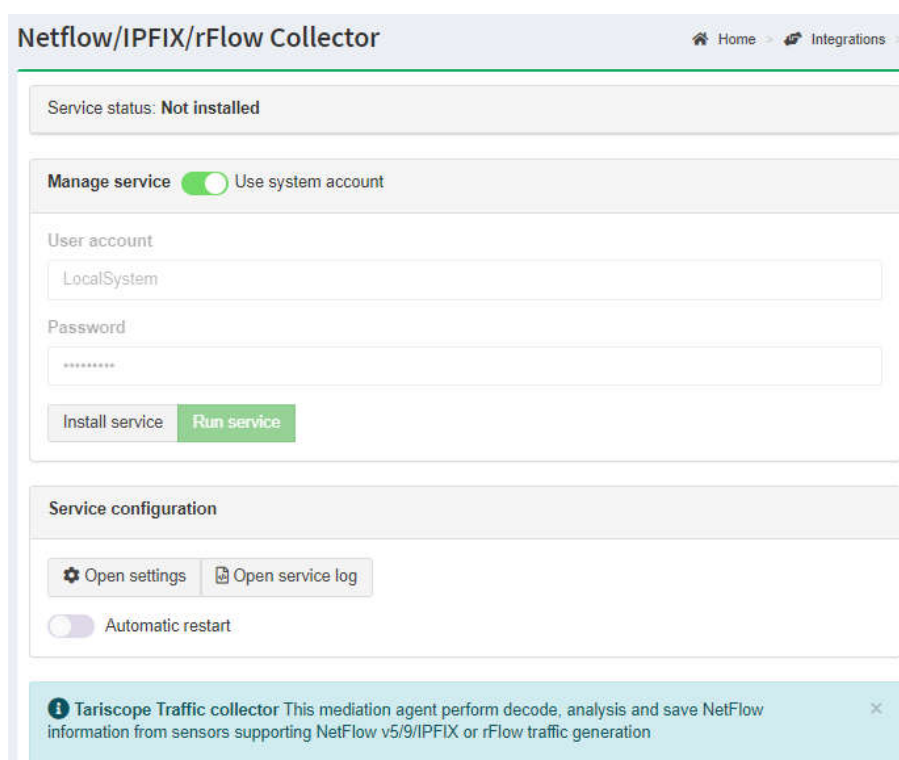 Netflow/IPFIX/rFlow Collector
Home > Integrations >
Service status: Not installed
Manage service Use system account
User account
LocalSystem
Password
*********
Install service Run service
Service configuration
Open settings Open service log
Automatic restart
Tariscope Traffic collector This mediation agent perform decode, analysis and save NetFlow ×
information from sensors supporting NetFlow v5/9/IPFIX or rFlow traffic generation